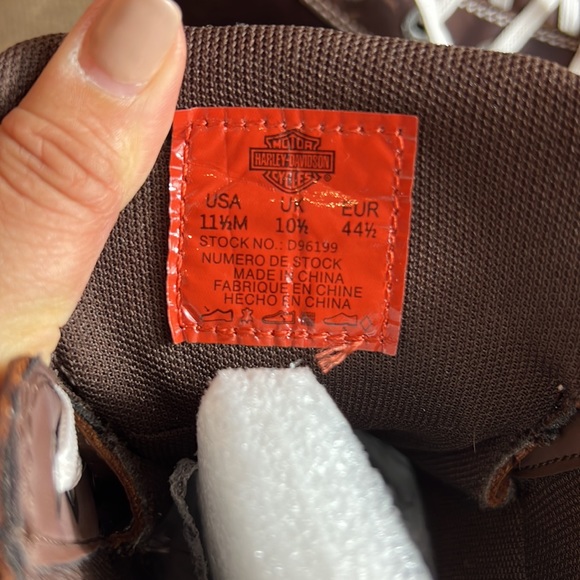 MOTOR
HARLEY-DAVIDSON
CYCLES
®
USA UK EUR
11½M 10½ 44½
STOCK NO.: D96199
NUMERO DE STOCK
MADE IN CHINA
FABRIQUE EN CHINE
HECHO EN CHINA